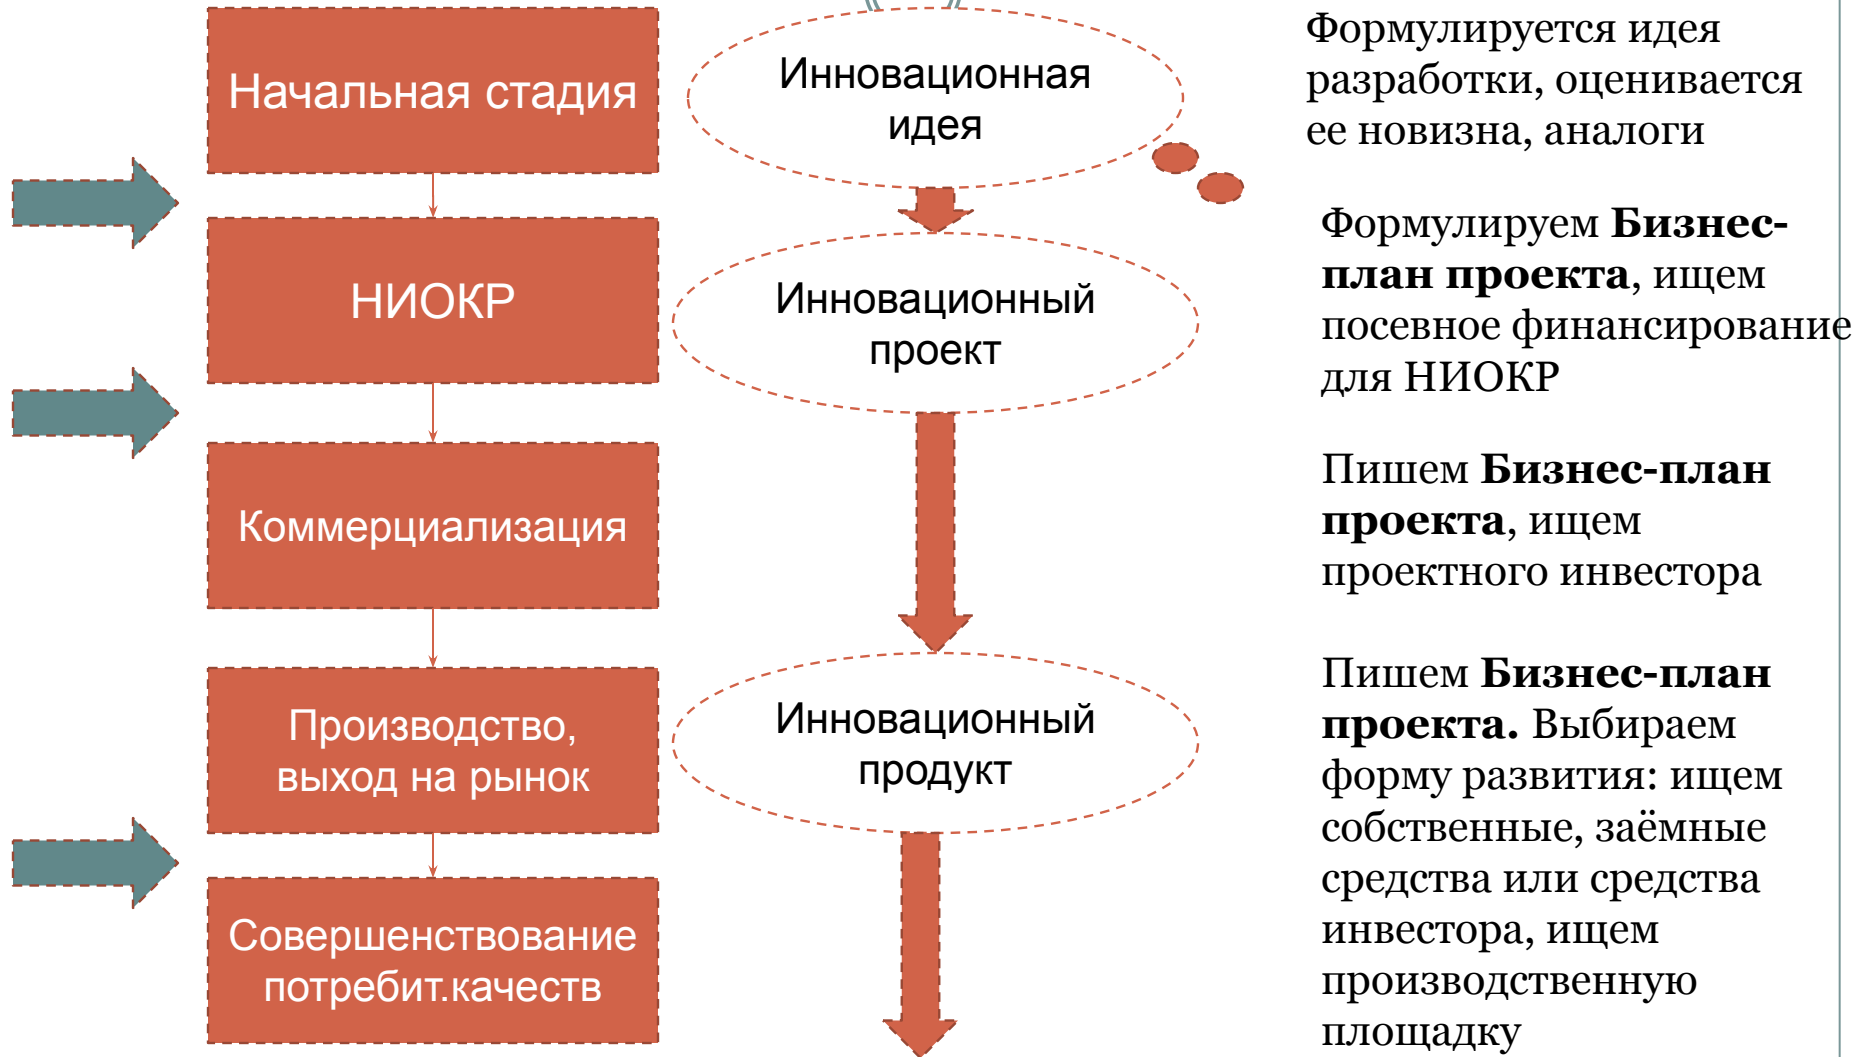 Начальная стадия
Инновационная
идея
Формулируется идея
разработки, оценивается
ее новизна, аналоги
НИОКР
Инновационный
проект
Формулируем Бизнес-
план проекта, ищем
посевное финансирование
для НИОКР
Коммерциализация
Пишем Бизнес-план
проекта, ищем
проектного инвестора
Производство,
выход на рынок
Инновационный
продукт
Пишем Бизнес-план
проекта. Выбираем
форму развития: ищем
собственные, заёмные
средства или средства
инвестора, ищем
производственную
площадку
Совершенствование
потребит.качеств